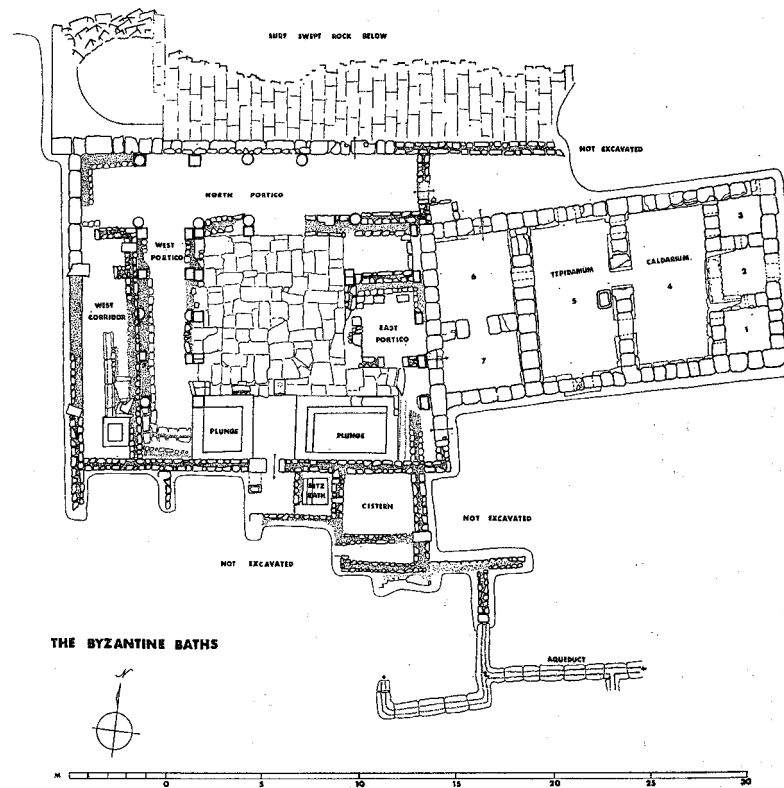 SURF SWEPT ROCK BELOW
NOT EXCAVATED
NORTH PORTICO
WEST
PORTICO
WEST
CORRIDOR
EAST
PORTICO
6
7
TEPIDARIUM
5
CALDARIUM
4
3
2
1
PLUNGE
PLUNGE
SITZ
BATH
CISTERN
NOT EXCAVATED
NOT EXCAVATED
THE BYZANTINE BATHS
N
AQUEDUCT
M 0 5 10 15 20 25 30